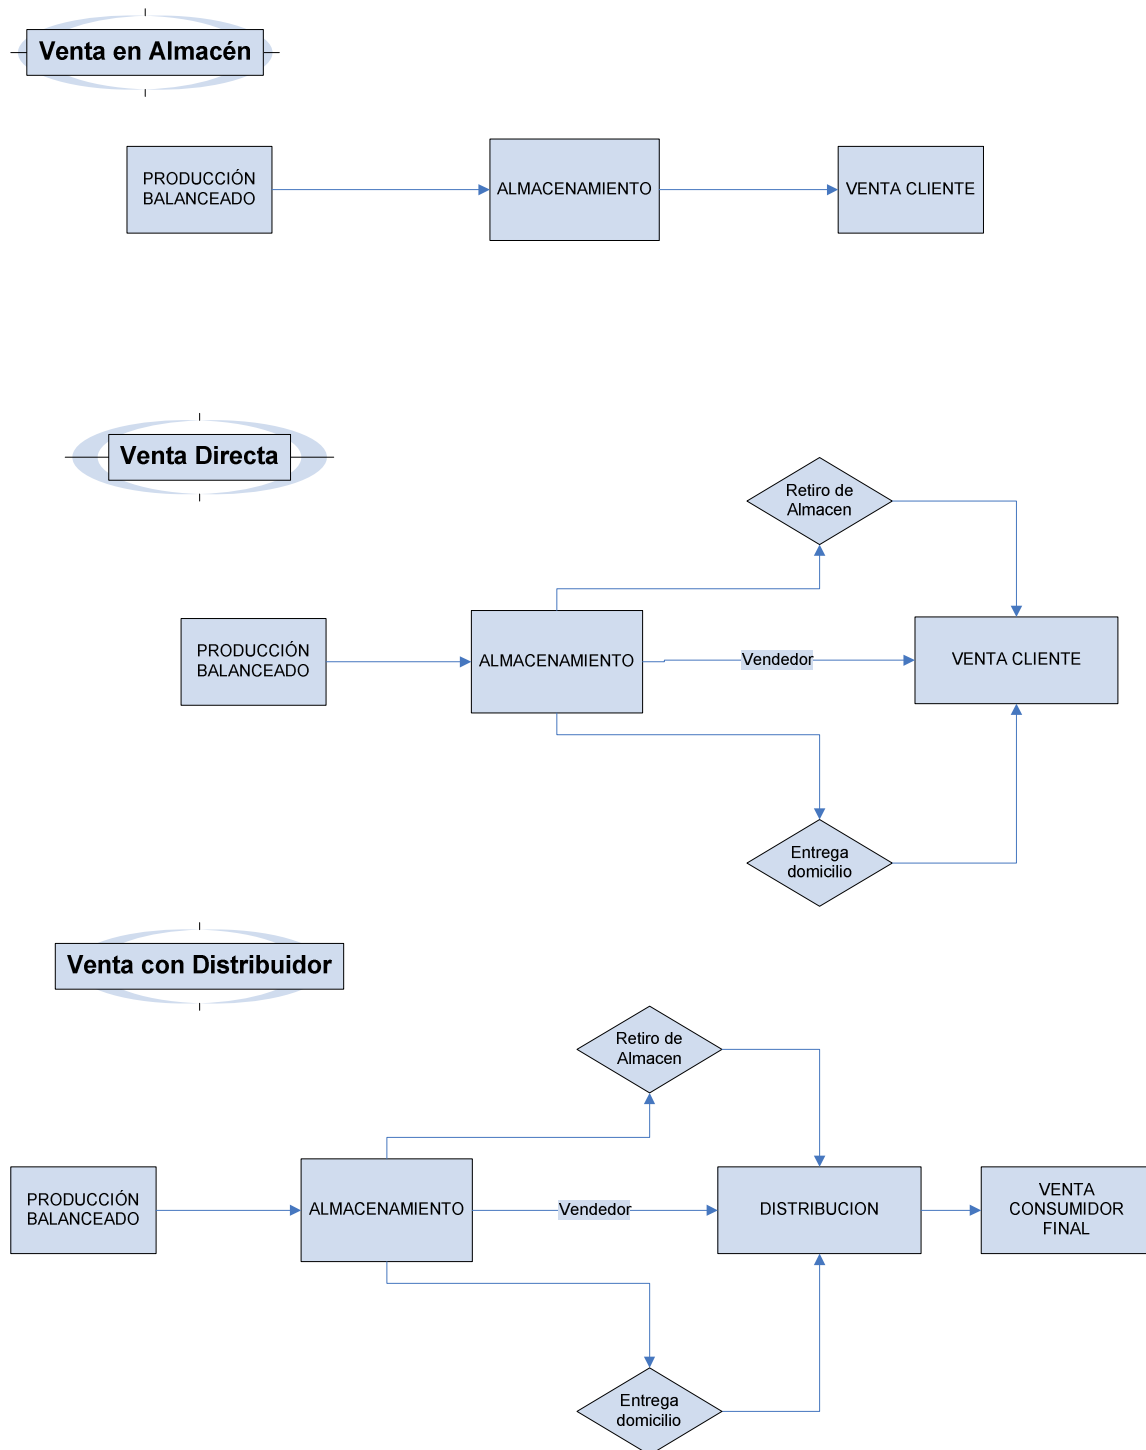 Venta en Almacén
PRODUCCIÓN
BALANCEADO
ALMACENAMIENTO
VENTA CLIENTE
Venta Directa
Retiro de
Almacen
PRODUCCIÓN
BALANCEADO
ALMACENAMIENTO
Vendedor
VENTA CLIENTE
Entrega
domicilio
Venta con Distribuidor
Retiro de
Almacen
PRODUCCIÓN
BALANCEADO
ALMACENAMIENTO
Vendedor
DISTRIBUCION
VENTA
CONSUMIDOR
FINAL
Entrega
domicilio